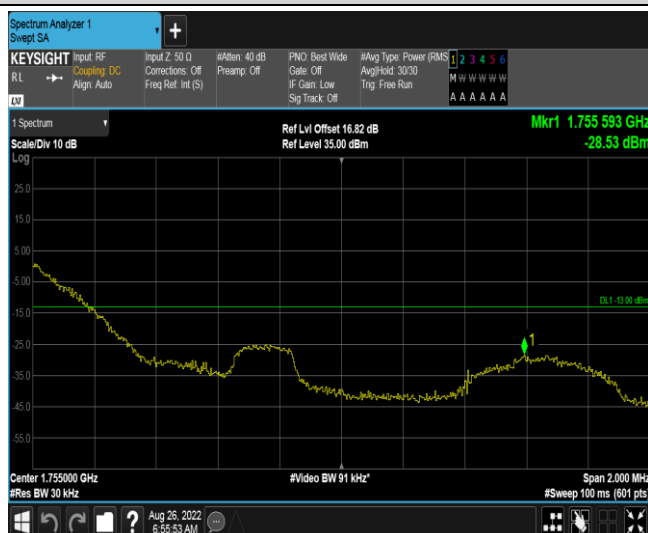 Spectrum Analyzer 1
Swept SA
KEYSIGHT
RL
Input: RF
Coupling: DC
Align: Auto
Input Z: 50 Ω
Corrections: Off
Freq Ref: Int (S)
#Atten: 40 dB
Preamp: Off
PNO: Best Wide
Gate: Off
IF Gain: Low
Sig Track: Off
#Avg Type: Power (RMS
Avg|Hold: 30/30
Trig: Free Run
1 2 3 4 5 6
M W W W W W
A A A A A A
1 Spectrum
Scale/Div 10 dB
Ref Lvl Offset 16.82 dB
Ref Level 35.00 dBm
Mkr1 1.755 593 GHz
-28.53 dBm
Log
25.0
15.0
5.00
-5.00
DL1 -13.00 dBm
-15.0
1
-25.0
-35.0
-45.0
-55.0
Center 1.755000 GHz
#Video BW 91 kHz*
Span 2.000 MHz
#Res BW 30 kHz
#Sweep 100 ms (601 pts)
?
Aug 26, 2022
6:55:53 AM